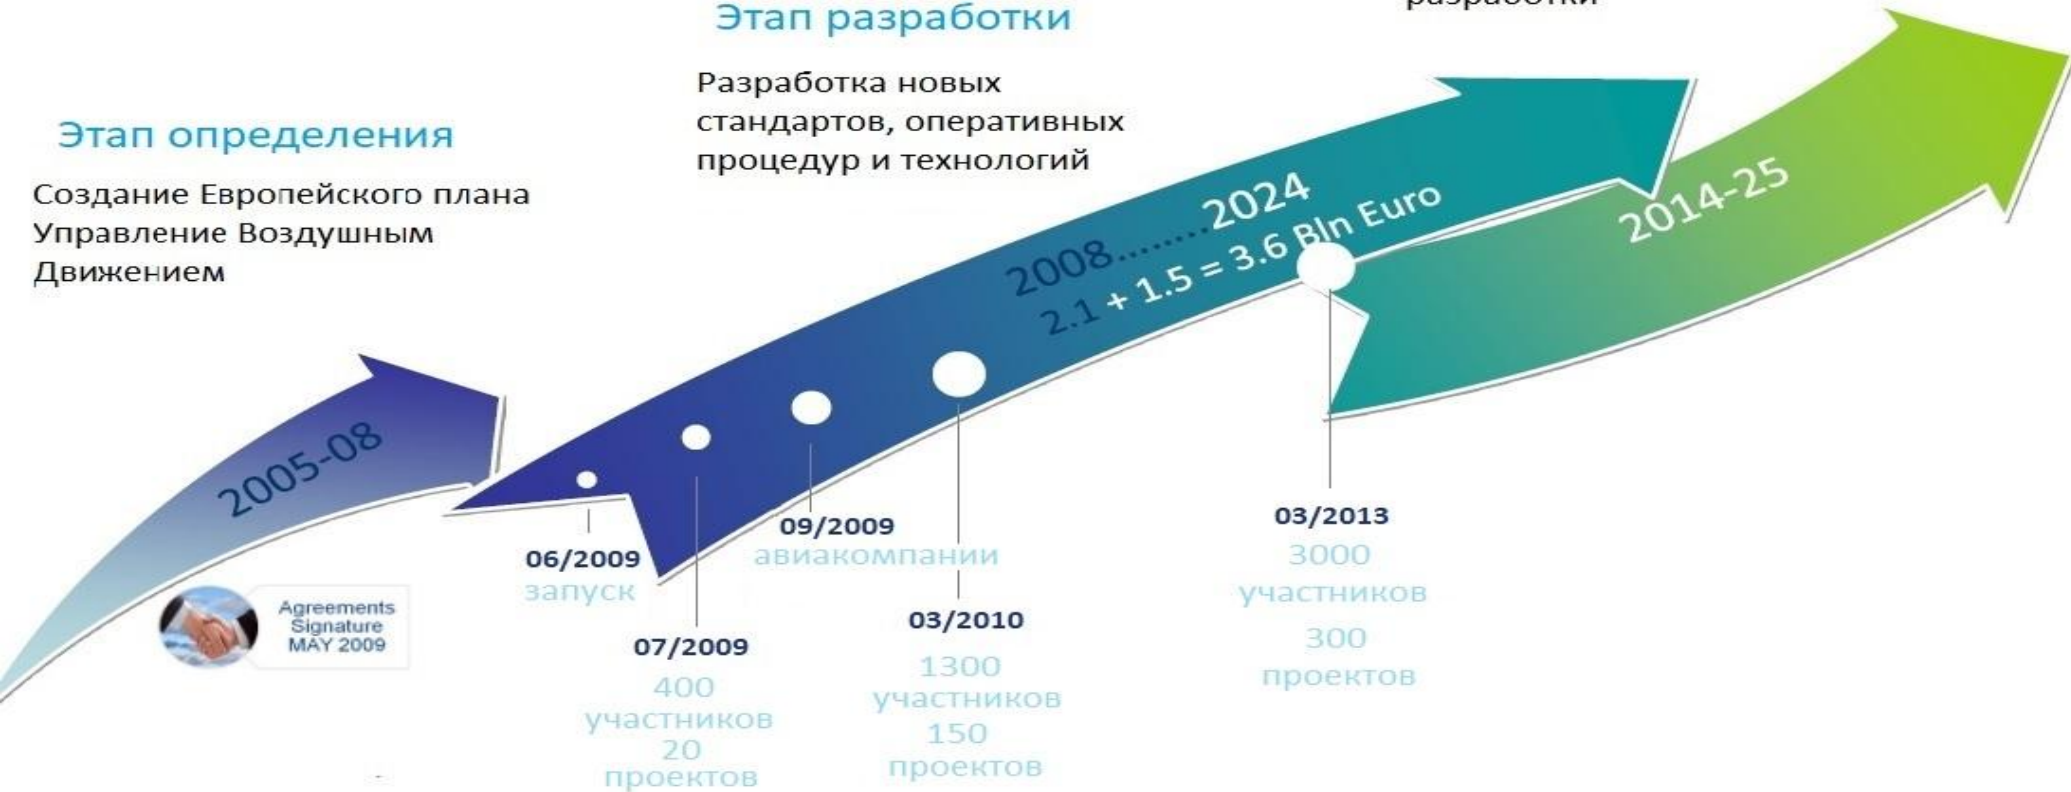 Этап определения
Создание Европейского плана
Управление Воздушным
Движением
Этап разработки
Разработка новых
стандартов, оперативных
процедур и технологий
разработки
2005-08
2008........2024
2.1 + 1.5 = 3.6 Bln Euro
2014-25
Agreements
Signature
MAY 2009
06/2009
запуск
07/2009
400
участников
20
проектов
09/2009
авиакомпании
03/2010
1300
участников
150
проектов
03/2013
3000
участников
300
проектов